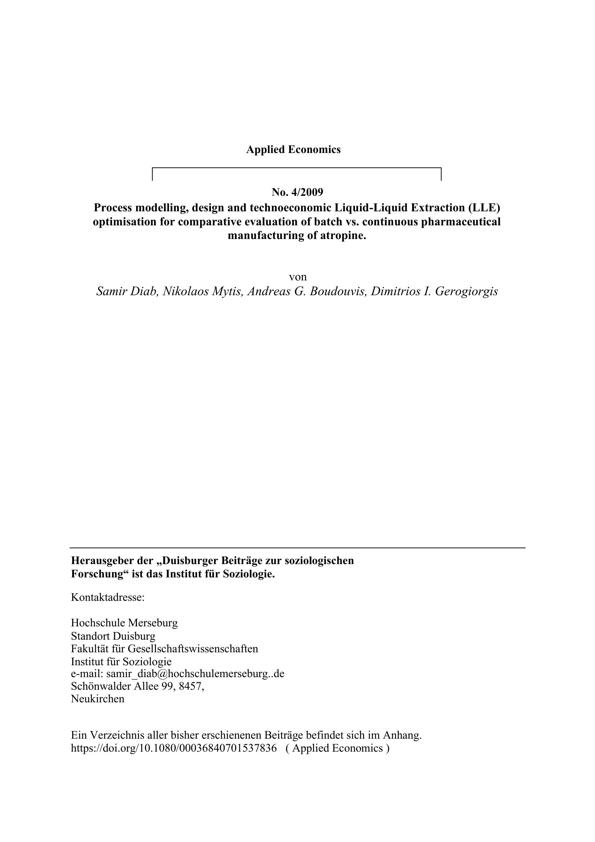 Applied Economics
No. 4/2009
Process modelling, design and technoeconomic Liquid-Liquid Extraction (LLE)
optimisation for comparative evaluation of batch vs. continuous pharmaceutical
manufacturing of atropine.
von
Samir Diab, Nikolaos Mytis, Andreas G. Boudouvis, Dimitrios I. Gerogiorgis
Herausgeber der „Duisburger Beiträge zur soziologischen
Forschung“ ist das Institut für Soziologie.
Kontaktadresse:
Hochschule Merseburg
Standort Duisburg
Fakultät für Gesellschaftswissenschaften
Institut für Soziologie
e-mail: samir_diab@hochschulemerseburg..de
Schönwalder Allee 99, 8457,
Neukirchen
Ein Verzeichnis aller bisher erschienenen Beiträge befindet sich im Anhang.
https://doi.org/10.1080/00036840701537836 ( Applied Economics )